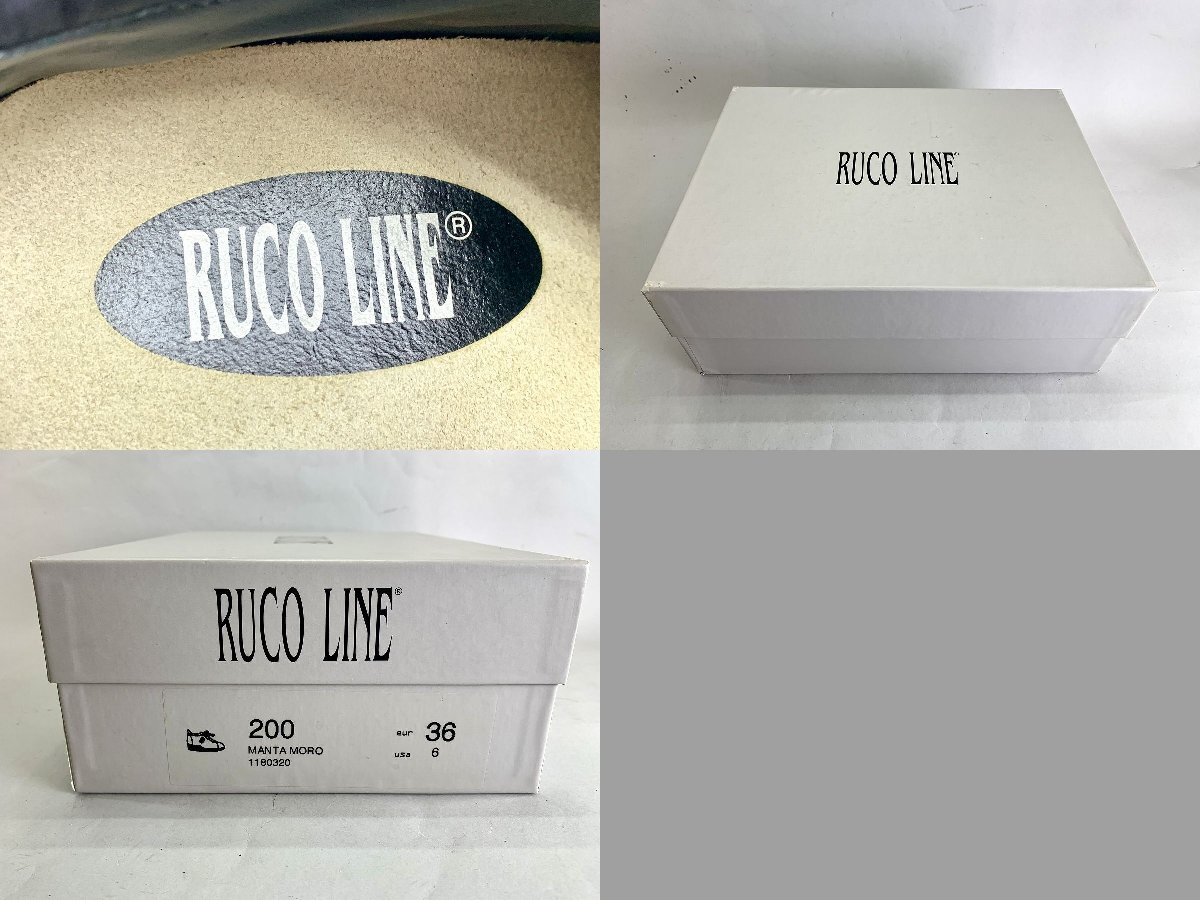 RUCO LINE®
RUCO LINE
RUCO LINE®
200
MANTA MORO
1180320
eur 36
usa 6